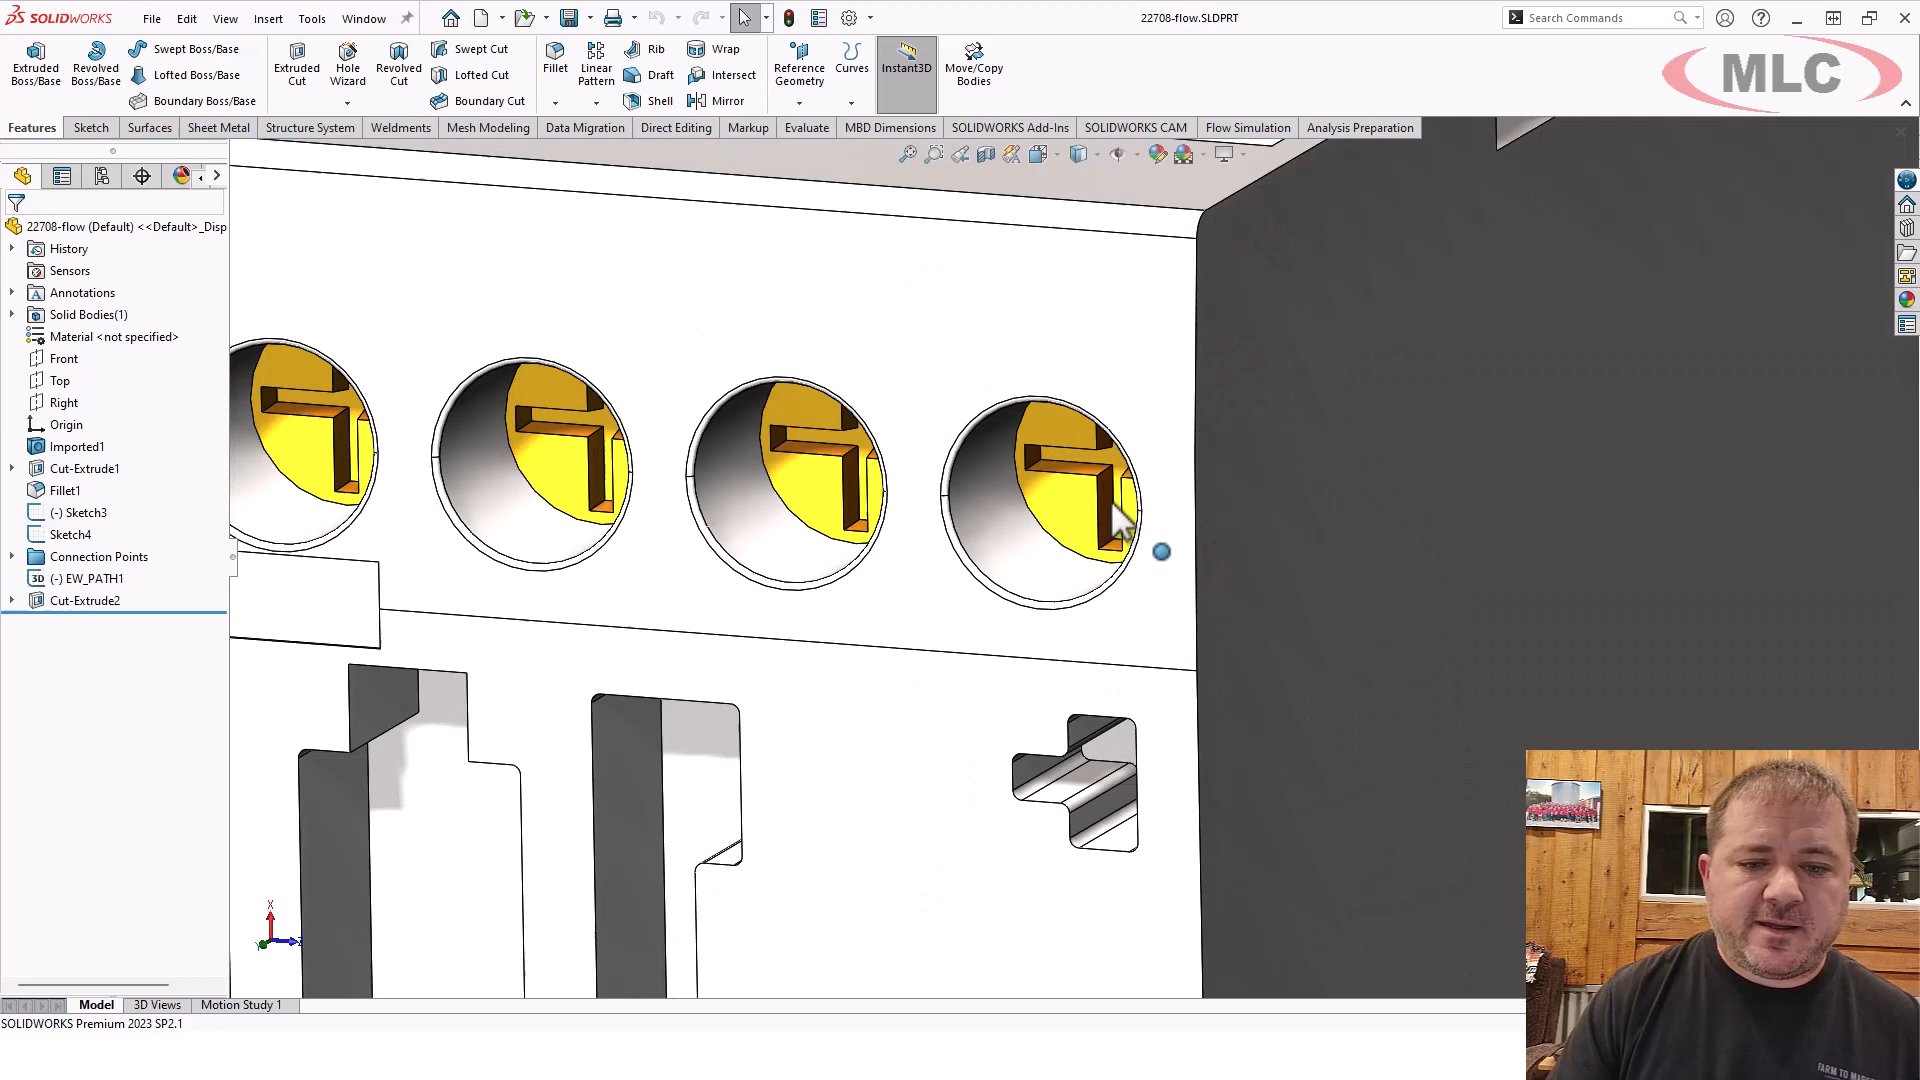 SOLIDWORKS
File Edit View Insert Tools Window
22708-flow.SLDPRT
Search Commands
Extruded Boss/Base
Revolved Boss/Base
Swept Boss/Base
Lofted Boss/Base
Boundary Boss/Base
Extruded Cut
Hole Wizard
Revolved Cut
Swept Cut
Lofted Cut
Boundary Cut
Fillet
Linear Pattern
Rib
Draft
Shell
Wrap
Intersect
Mirror
Reference Geometry
Curves
Instant3D
Move/Copy Bodies
MLC
Features Sketch Surfaces Sheet Metal Structure System Weldments Mesh Modeling Data Migration Direct Editing Markup Evaluate MBD Dimensions SOLIDWORKS Add-Ins SOLIDWORKS CAM Flow Simulation Analysis Preparation
22708-flow (Default) <<Default>_Disp
History
Sensors
Annotations
Solid Bodies(1)
Material <not specified>
Front
Top
Right
Origin
Imported1
Cut-Extrude1
Fillet1
(-) Sketch3
Sketch4
Connection Points
3D (-) EW_PATH1
Cut-Extrude2
X
Y
Z
Model 3D Views Motion Study 1
SOLIDWORKS Premium 2023 SP2.1
FARM TO